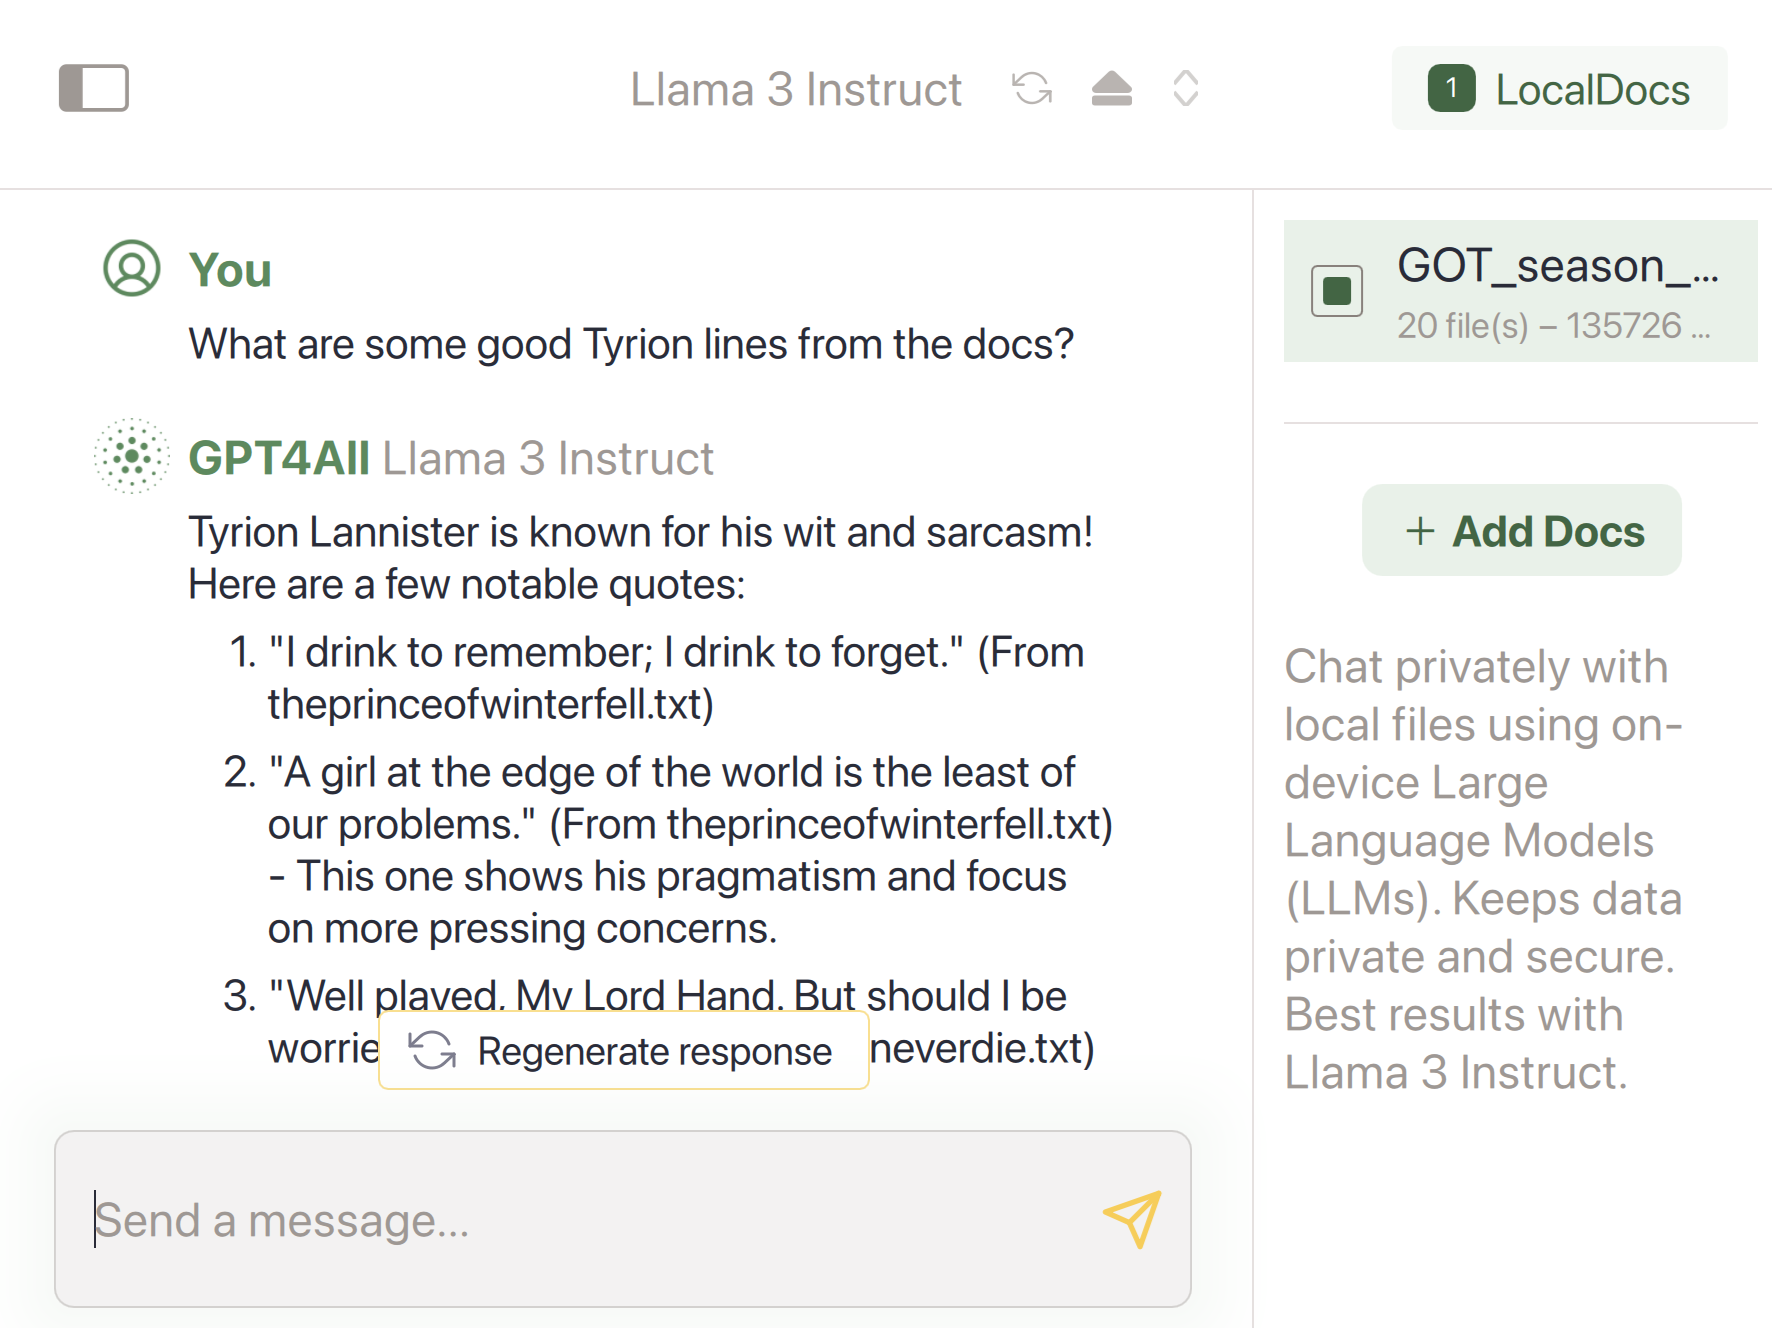 Llama 3 Instruct
1 LocalDocs
You
What are some good Tyrion lines from the docs?
GPT4All Llama 3 Instruct
Tyrion Lannister is known for his wit and sarcasm!
Here are a few notable quotes:
1. "I drink to remember; I drink to forget." (From
theprinceofwinterfell.txt)
2. "A girl at the edge of the world is the least of
our problems." (From theprinceofwinterfell.txt)
- This one shows his pragmatism and focus
on more pressing concerns.
3. "Well played, My Lord Hand. But should I be
worrie neverdie.txt)
Regenerate response
Send a message...
GOT_season_...
20 file(s) – 135726 ...
+ Add Docs
Chat privately with
local files using on-
device Large
Language Models
(LLMs). Keeps data
private and secure.
Best results with
Llama 3 Instruct.